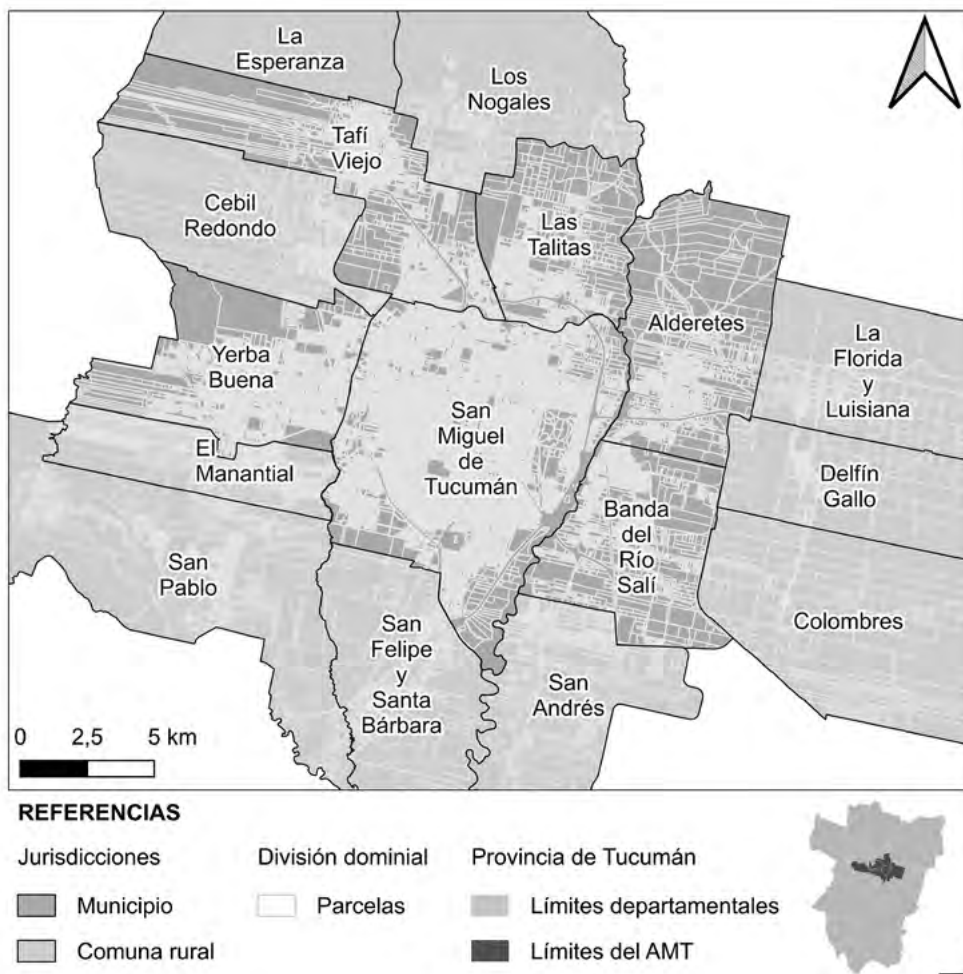 La
Esperanza
Los
Nogales
Tafí
Viejo
Cebil
Redondo
Las
Talitas
Alderetes
La
Florida
y
Luisiana
Yerba
Buena
San
Miguel
de
Tucumán
El
Manantial
Delfín
Gallo
Banda
del
Río
Salí
San
Pablo
Colombres
San
Felipe
y
Santa
Bárbara
San
Andrés
0 2,5 5 km
REFERENCIAS
Jurisdicciones
Municipio
Comuna rural
División dominial
Parcelas
Provincia de Tucumán
Límites departamentales
Límites del AMT